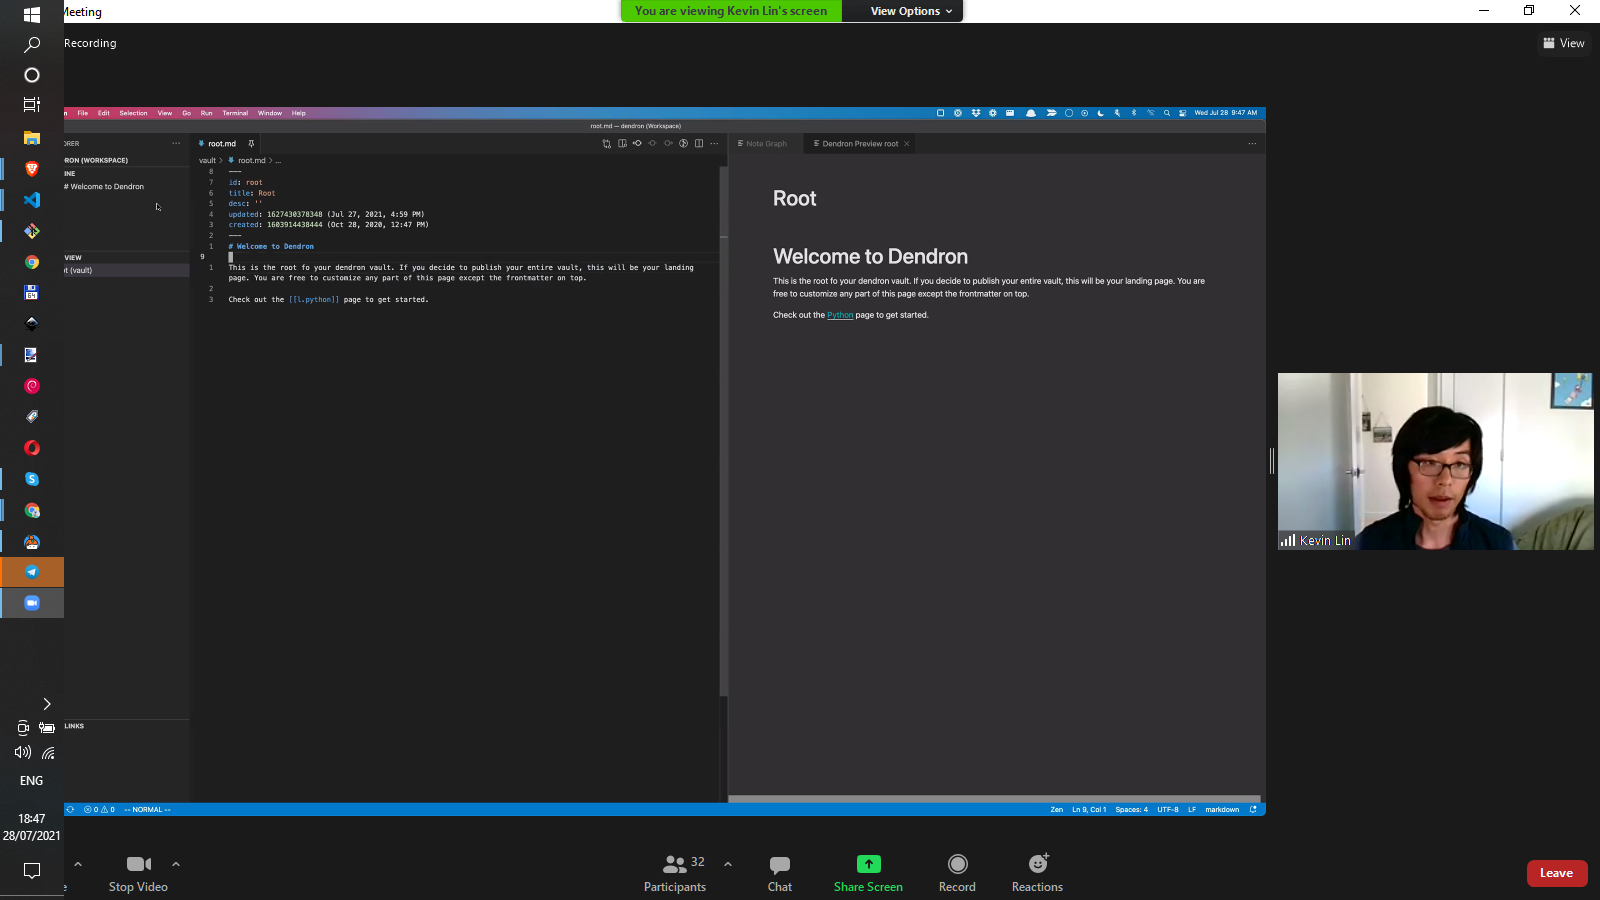 Meeting
You are viewing Kevin Lin's screen
View Options
Recording
View
File Edit Selection View Go Run Terminal Window Help
Wed Jul 28 9:47 AM
root.md — dendron (Workspace)
ORER
root.md
Note Graph
Dendron Preview root
DRON (WORKSPACE)
INE
# Welcome to Dendron
VIEW
t (vault)
LINKS
vault > root.md > ...
8 ---
7 id: root
6 title: Root
5 desc: ''
4 updated: 1627430378348 (Jul 27, 2021, 4:59 PM)
3 created: 1603914438444 (Oct 28, 2020, 12:47 PM)
2 ---
1 # Welcome to Dendron
9
1 This is the root fo your dendron vault. If you decide to publish your entire vault, this will be your landing
page. You are free to customize any part of this page except the frontmatter on top.
2
3 Check out the [[l.python]] page to get started.
Root
Welcome to Dendron
This is the root fo your dendron vault. If you decide to publish your entire vault, this will be your landing page. You are
free to customize any part of this page except the frontmatter on top.
Check out the Python page to get started.
Kevin Lin
0 0 -- NORMAL --
Zen Ln 9, Col 1 Spaces: 4 UTF-8 LF markdown
64
ENG
18:47
28/07/2021
e
Stop Video
32
Participants
Chat
Share Screen
Record
Reactions
Leave